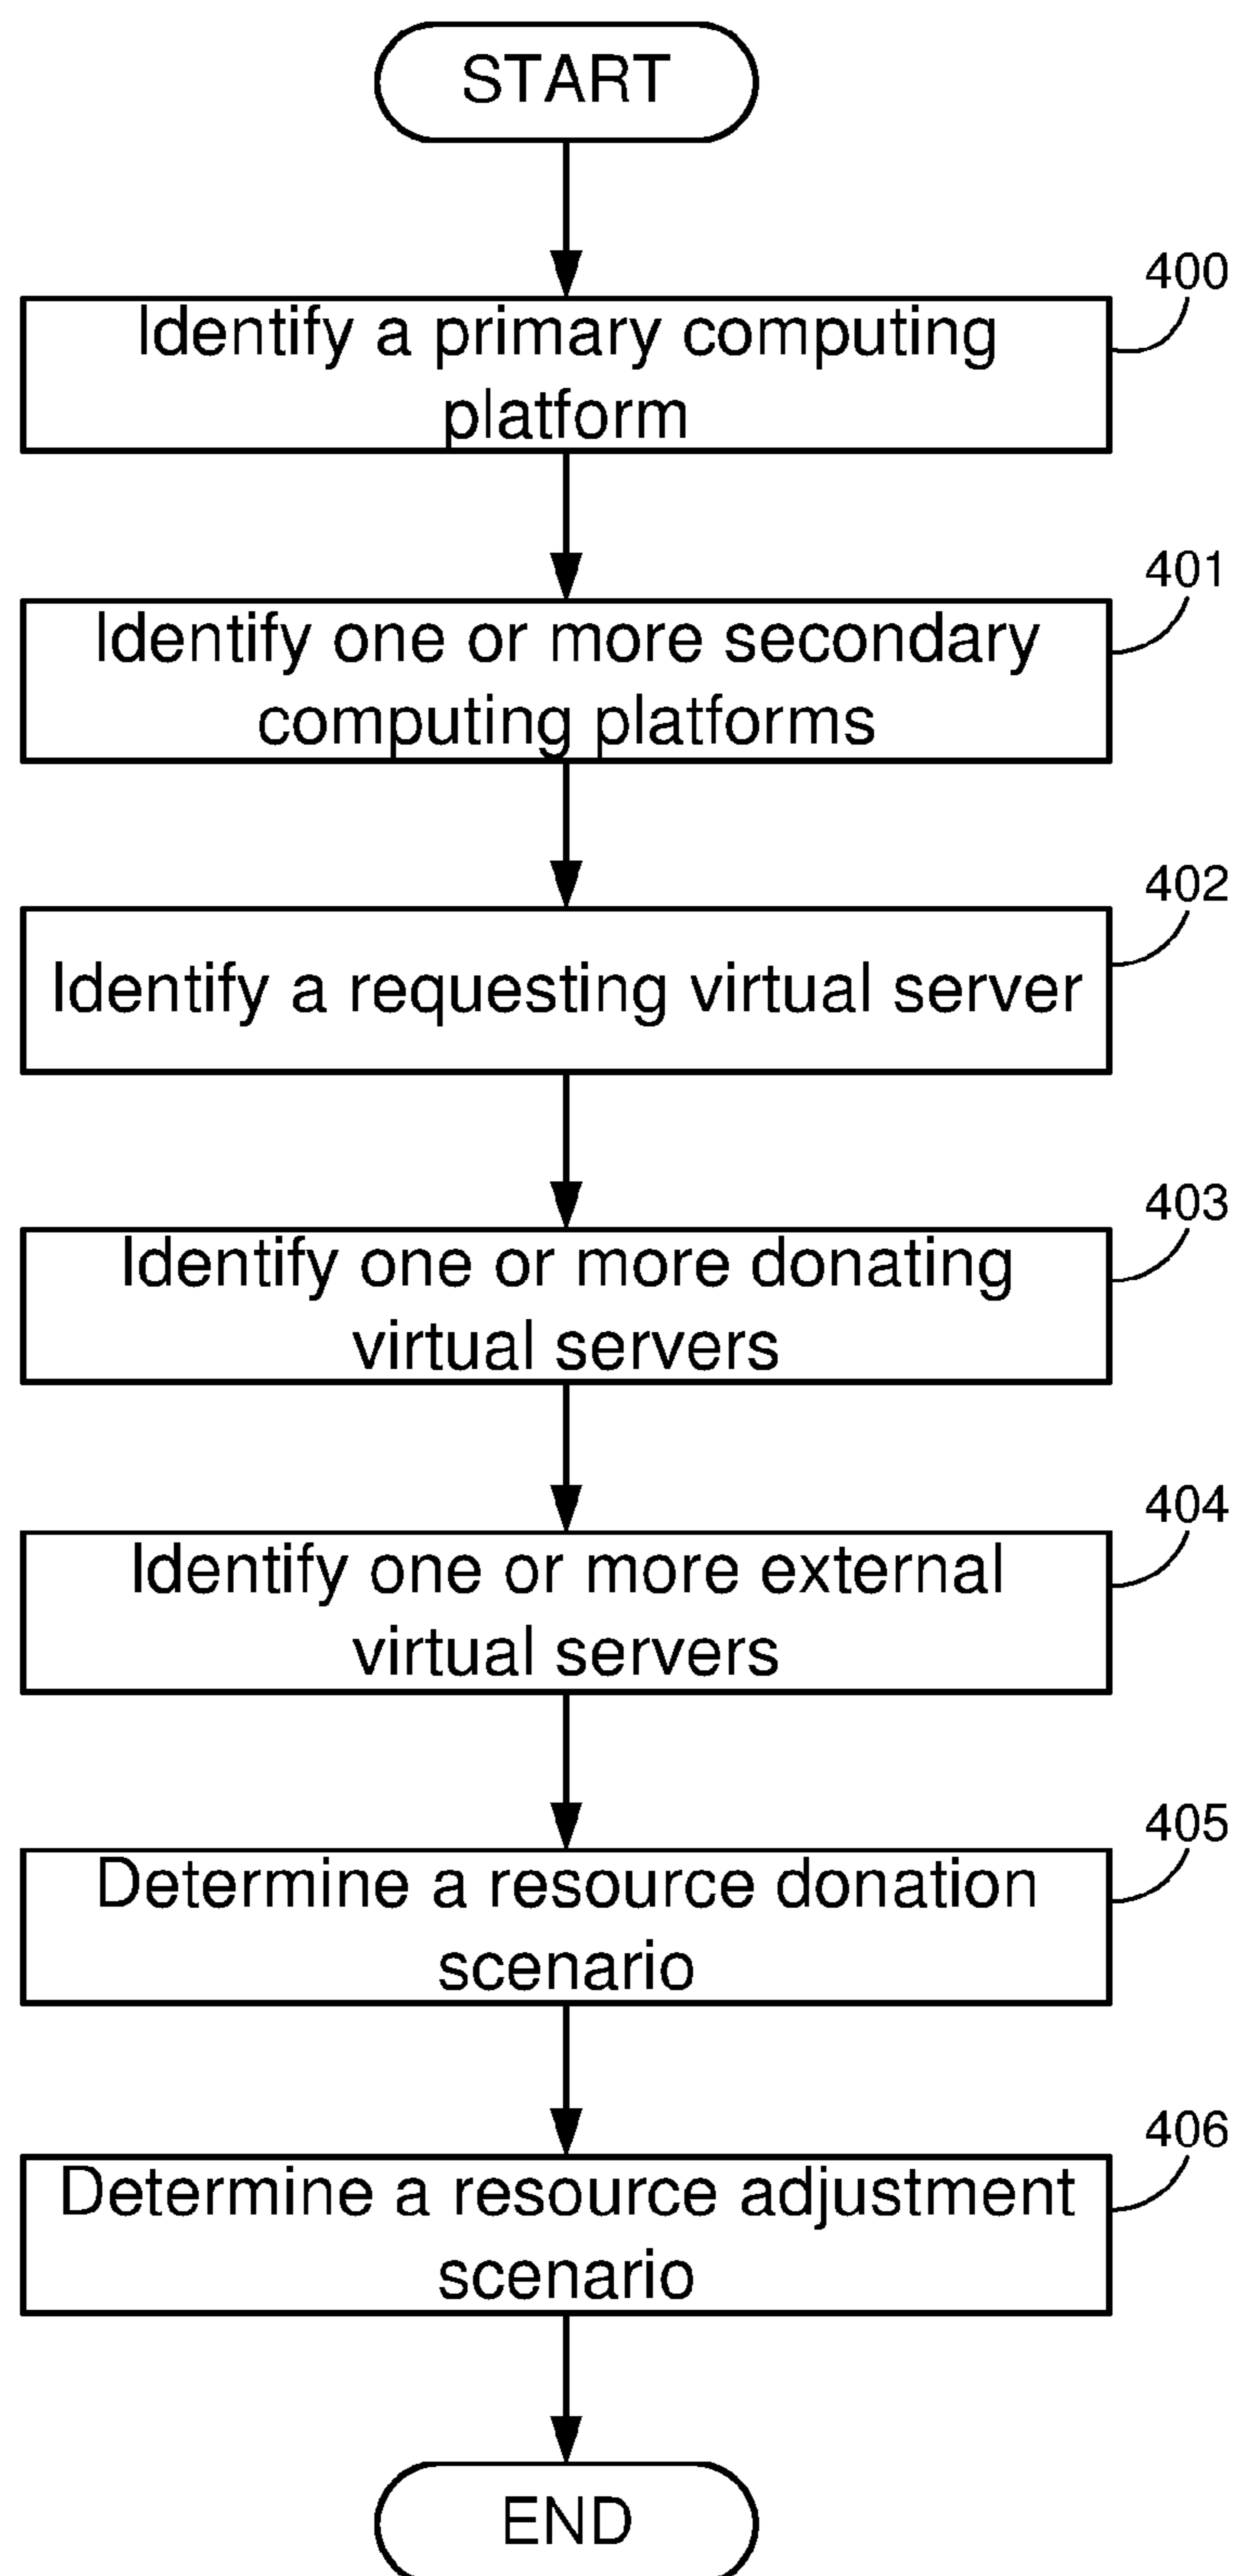 START
400
Identify a primary computing
platform
401
Identify one or more secondary
computing platforms
402
Identify a requesting virtual server
403
Identify one or more donating
virtual servers
404
Identify one or more external
virtual servers
405
Determine a resource donation
scenario
406
Determine a resource adjustment
scenario
END